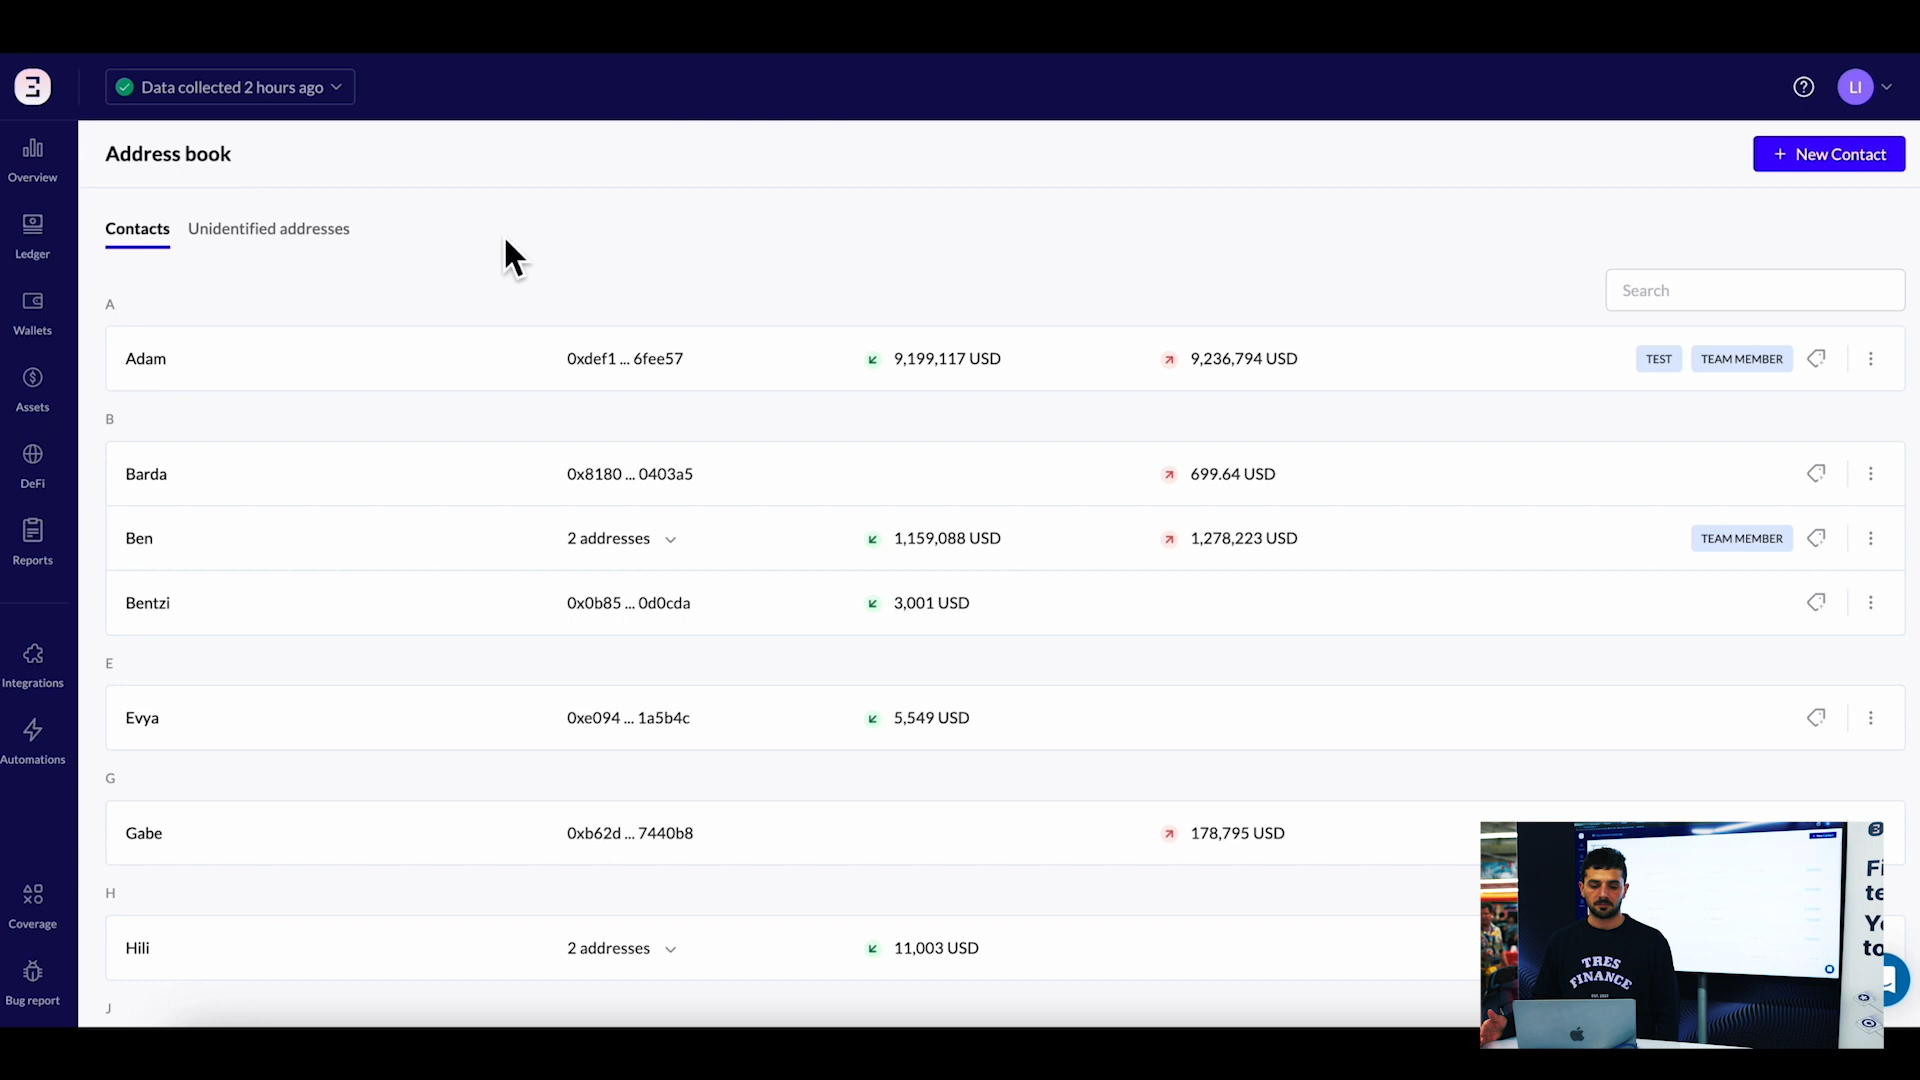 Data collected 2 hours ago
LI
Overview
Ledger
Wallets
Assets
DeFi
Reports
Integrations
Automations
Coverage
Bug report
Address book
+ New Contact
Contacts Unidentified addresses
Search
A
Adam 0xdef1 ... 6fee57 9,199,117 USD 9,236,794 USD TEST TEAM MEMBER
B
Barda 0x8180 ... 0403a5 699.64 USD
Ben 2 addresses 1,159,088 USD 1,278,223 USD TEAM MEMBER
Bentzi 0x0b85 ... 0d0cda 3,001 USD
E
Evya 0xe094 ... 1a5b4c 5,549 USD
G
Gabe 0xb62d ... 7440b8 178,795 USD
H
Hili 2 addresses 11,003 USD
J
TRES
FINANCE
Fi
te
Y
to